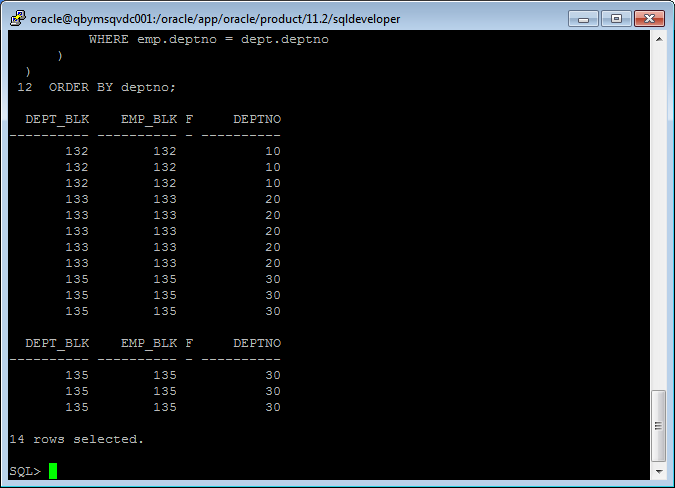 oracle@qbymsqvdc001:/oracle/app/oracle/product/11.2/sqldeveloper
          WHERE emp.deptno = dept.deptno
      )
  )
 12  ORDER BY deptno;

  DEPT_BLK    EMP_BLK F     DEPTNO
---------- ---------- - ----------
       132        132           10
       132        132           10
       132        132           10
       133        133           20
       133        133           20
       133        133           20
       133        133           20
       133        133           20
       135        135           30
       135        135           30
       135        135           30

  DEPT_BLK    EMP_BLK F     DEPTNO
---------- ---------- - ----------
       135        135           30
       135        135           30
       135        135           30

14 rows selected.

SQL>